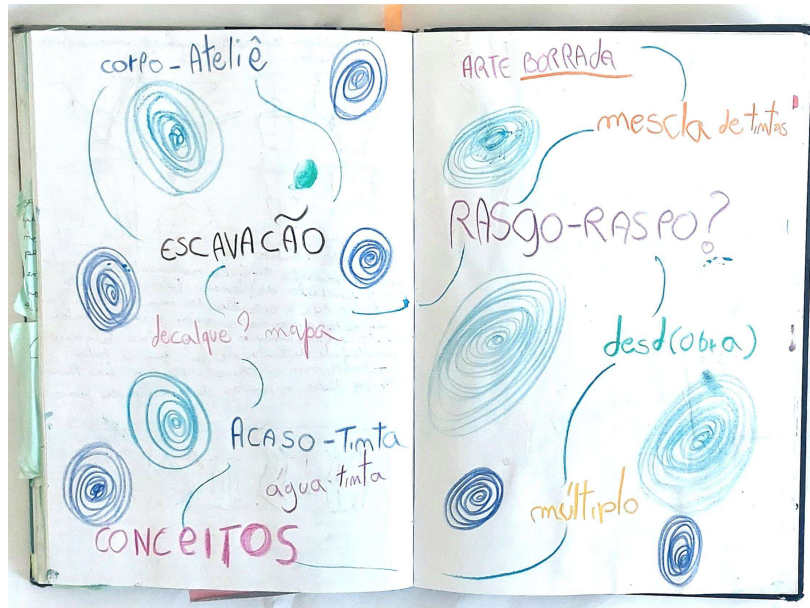 corpo-Ateliê
ESCAVACÃO
decalque? mapa
ACASO-Tinta
água-tinta
CONCEITOS
ARTE BORRADA
mescla de tintas
RASgO-RASPO?
desd(obra)
múltiplo